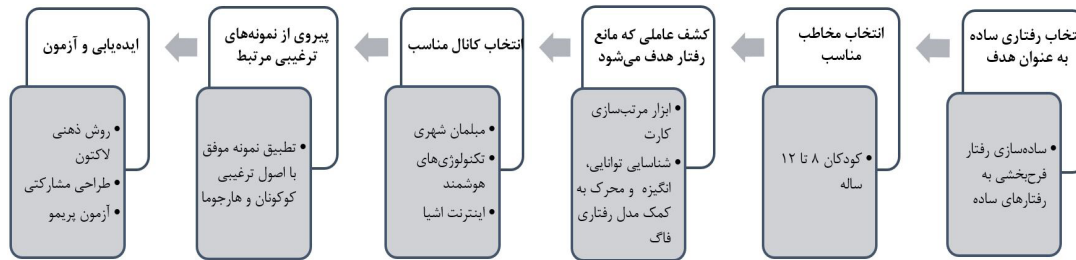 نتخاب رفتاری ساده
به عنوان هدف
• ساده‌سازی رفتار
فرح‌بخشی به
رفتارهای ساده
انتخاب مخاطب
مناسب
• کودکان ۸ تا ۱۲
ساله
کشف عاملی که مانع
رفتار هدف می‌شود
• ابزار مرتب‌سازی
کارت
• شناسایی توانایی،
انگیزه و محرک به
کمک مدل رفتاری
فاگ
انتخاب کانال مناسب
• مبلمان شهری
• تکنولوژی‌های
هوشمند
• اینترنت اشیا
پیروی از نمونه‌های
ترغیبی مرتبط
• تطبیق نمونه موفق
با اصول ترغیبی
کوکونان و هارجوما
ایده‌یابی و آزمون
• روش ذهنی
لاکتون
• طراحی مشارکتی
• آزمون پریمو